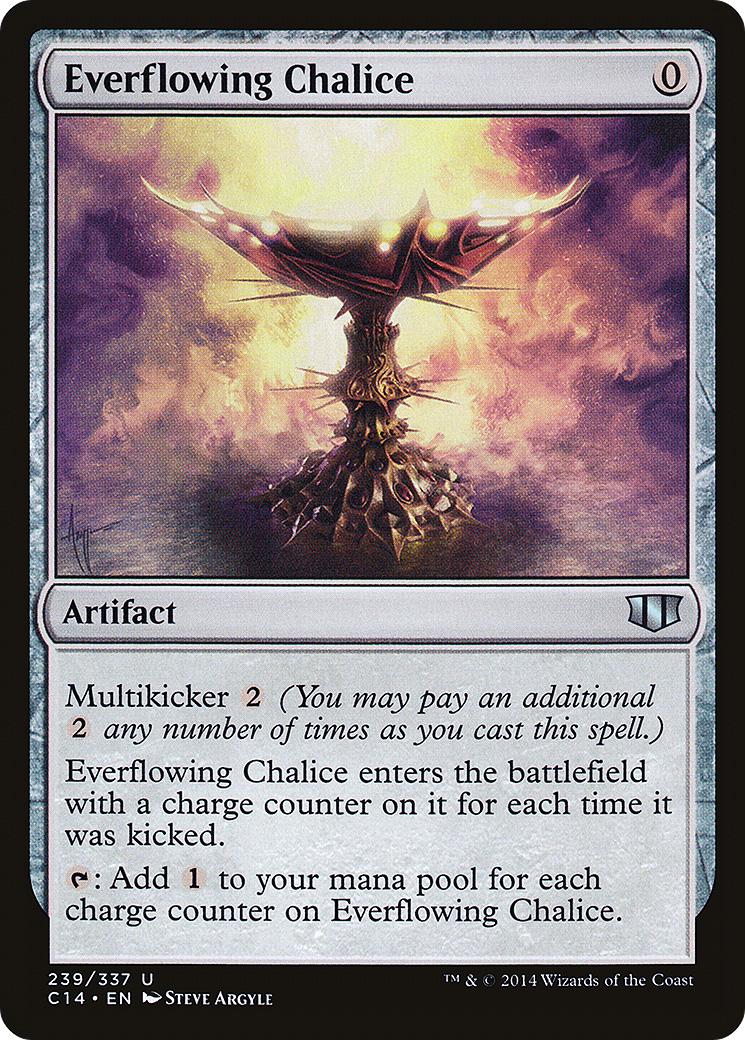 Everflowing Chalice 0
Artifact
Multikicker 2 (You may pay an additional
2 any number of times as you cast this spell.)
Everflowing Chalice enters the battlefield
with a charge counter on it for each time it
was kicked.
: Add 1 to your mana pool for each
charge counter on Everflowing Chalice.
239/337 U
™ & © 2014 Wizards of the Coast
C14 • EN Steve Argyle